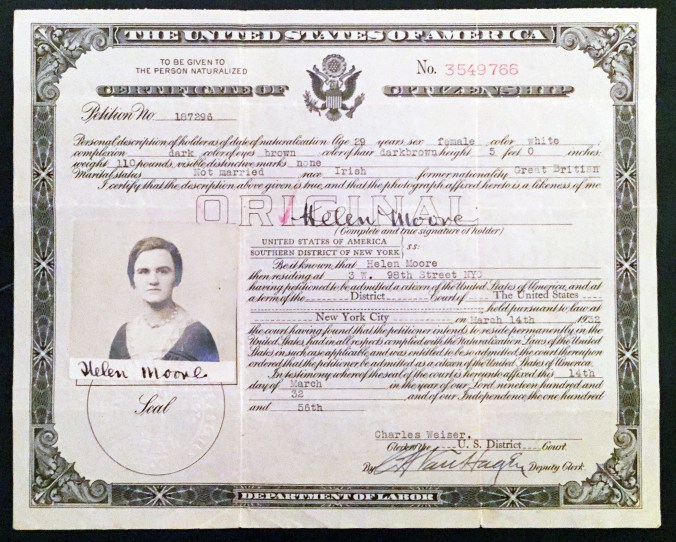 THE UNITED STATES OF AMERICA
TO BE GIVEN TO
THE PERSON NATURALIZED
No. 3549766
CERTIFICATE OF CITIZENSHIP
Petition No 187296
Personal description of holder as of date of naturalization: Age 29 years sex female color white
complexion dark color of eyes brown color of hair darkbrown height 5 feet 0 inches;
weight 110 pounds, visible distinctive marks none
Marital status Not married race Irish former nationality Great Britian
I certify that the description above given is true, and that the photograph affixed hereto is a likeness of me
ORIGINAL
Helen Moore
(Complete and true signature of holder)
UNITED STATES OF AMERICA
SOUTHERN DISTRICT OF NEW YORK
ss:
Be it known, that Helen Moore
then residing at 3 W. 98th Street NYC
having petitioned to be admitted a citizen of the United States of America, and at
a term of the District Court of The United States
held pursuant to law at
New York City on March 14th 1932
the court having found that the petitioner intends to reside permanently in the
United States, had in all respects complied with the Naturalization Laws of the United
States in such case applicable, and was entitled to be so admitted, the court thereupon
ordered that the petitioner be admitted as a citizen of the United States of America.
In testimony whereof the seal of the court is hereunto affixed this 14th
day of March in the year of our Lord nineteen hundred and
32 and of our Independence the one hundred
and 56th
Helen Moore
Seal
Charles Weiser.
Clerk of the U. S. District Court.
By Deputy Clerk.
DEPARTMENT OF LABOR